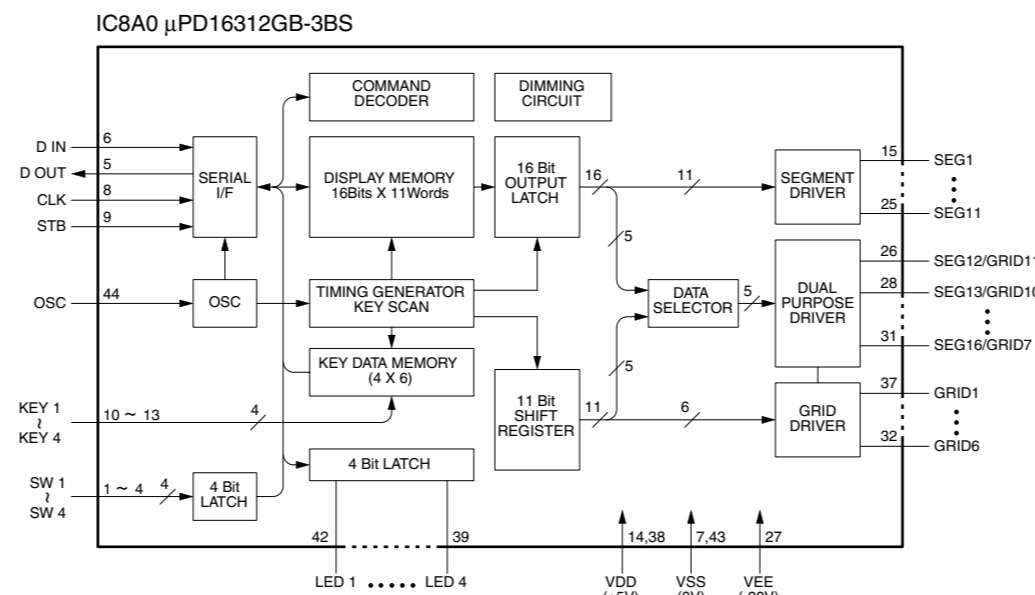 IC8A0 µPD16312GB-3BS
COMMAND
DECODER
DIMMING
CIRCUIT
D IN
6
D OUT
5
CLK
8
STB
9
SERIAL
I/F
DISPLAY MEMORY
16Bits X 11Words
16 Bit
OUTPUT
LATCH
16
11
5
SEGMENT
DRIVER
15
SEG1
25
SEG11
OSC
44
OSC
TIMING GENERATOR
KEY SCAN
DATA
SELECTOR
5
DUAL
PURPOSE
DRIVER
26
SEG12/GRID11
28
SEG13/GRID10
31
SEG16/GRID7
KEY DATA MEMORY
(4 X 6)
KEY 1
~
KEY 4
10 ~ 13
4
11 Bit
SHIFT
REGISTER
11
5
6
GRID
DRIVER
37
GRID1
32
GRID6
4 Bit LATCH
SW 1
~
SW 4
1 ~ 4
4
4 Bit
LATCH
42
39
14,38
7,43
27
LED 1
LED 4
VDD
VSS
VEE